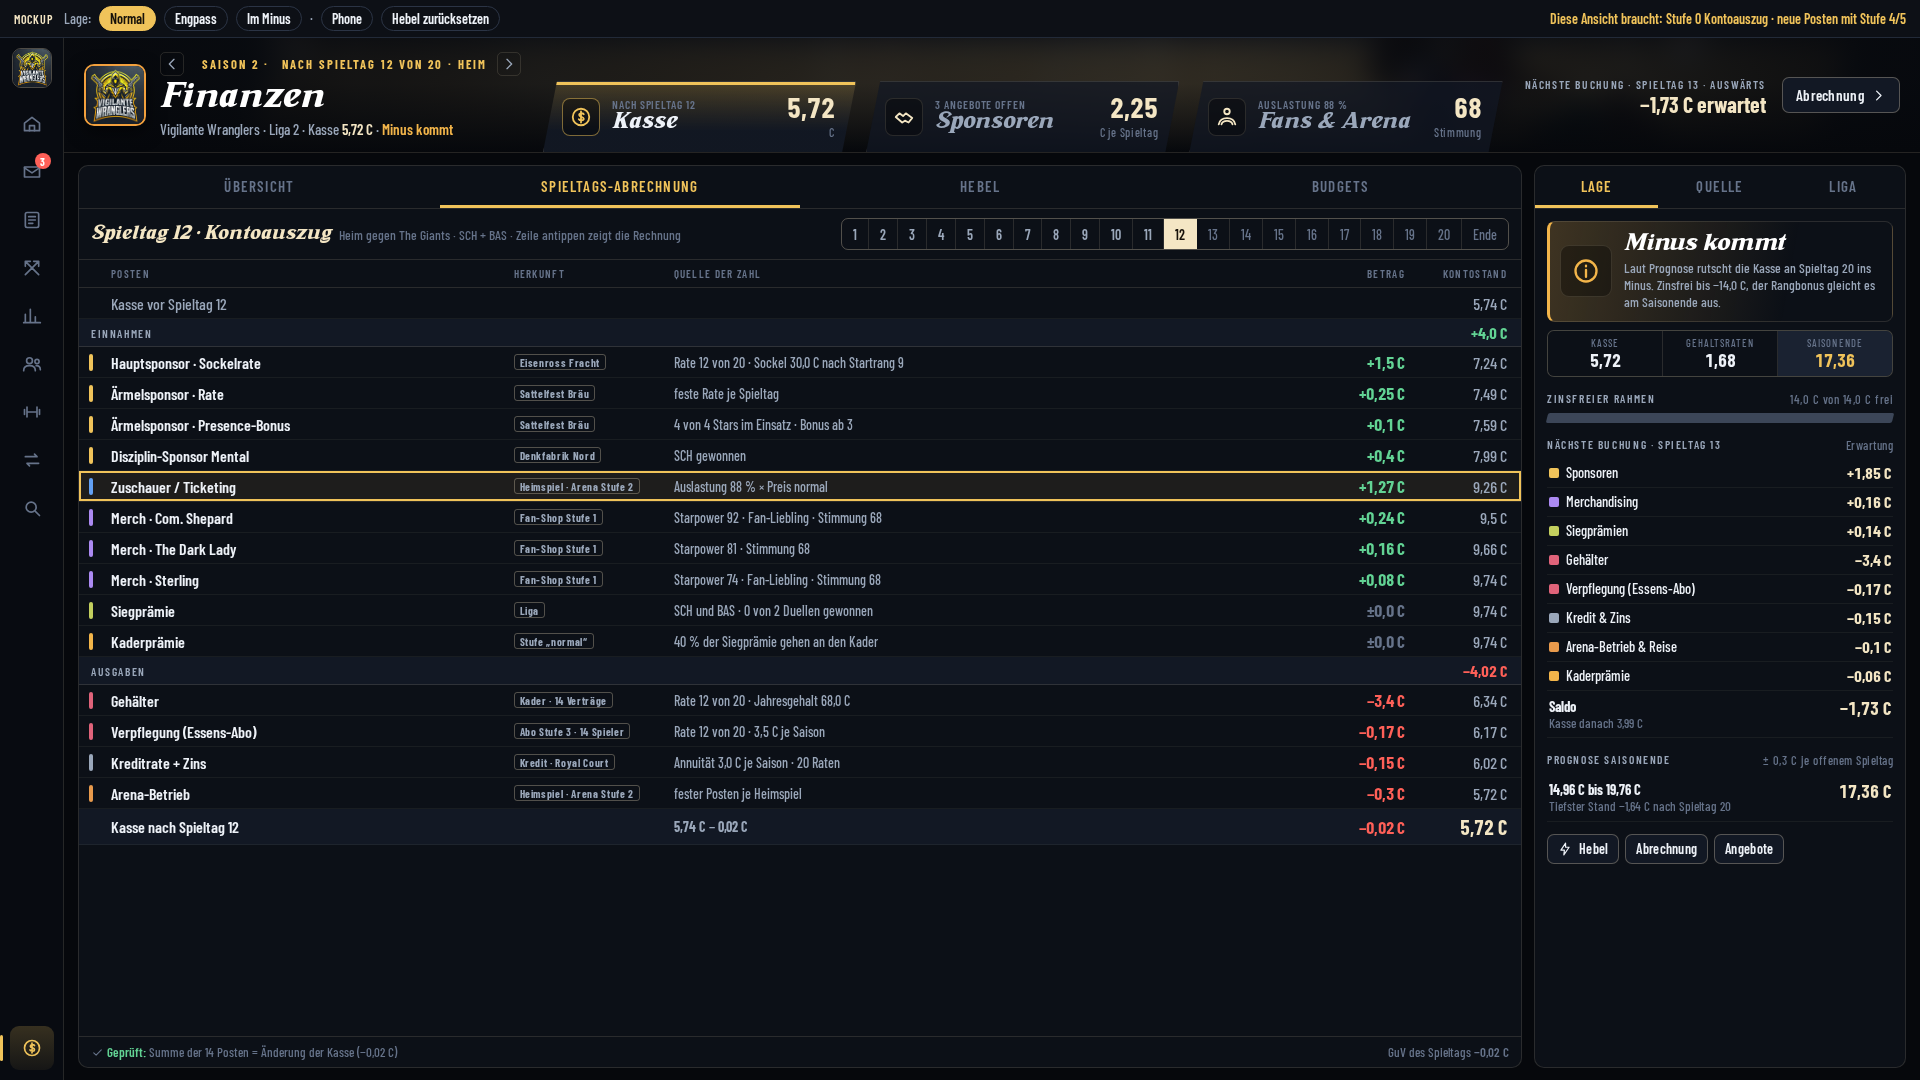 MOCKUP Lage: Normal Engpass Im Minus · Phone Hebel zurücksetzen
Diese Ansicht braucht: Stufe 0 Kontoauszug · neue Posten mit Stufe 4/5
VIGILANTE WRANGLERS
3
VIGILANTE WRANGLERS
SAISON 2 · NACH SPIELTAG 12 VON 20 · HEIM
Finanzen
Vigilante Wranglers · Liga 2 · Kasse 5,72 C · Minus kommt
NACH SPIELTAG 12
Kasse
5,72
C
3 ANGEBOTE OFFEN
Sponsoren
2,25
C je Spieltag
AUSLASTUNG 88 %
Fans & Arena
68
Stimmung
NÄCHSTE BUCHUNG · SPIELTAG 13 · AUSWÄRTS
−1,73 C erwartet
Abrechnung
ÜBERSICHT SPIELTAGS-ABRECHNUNG HEBEL BUDGETS
Spieltag 12 · Kontoauszug Heim gegen The Giants · SCH + BAS · Zeile antippen zeigt die Rechnung
1 2 3 4 5 6 7 8 9 10 11 12 13 14 15 16 17 18 19 20 Ende
POSTEN HERKUNFT QUELLE DER ZAHL BETRAG KONTOSTAND
Kasse vor Spieltag 12 5,74 C
EINNAHMEN +4,0 C
Hauptsponsor · Sockelrate Eisenross Fracht Rate 12 von 20 · Sockel 30,0 C nach Startrang 9 +1,5 C 7,24 C
Ärmelsponsor · Rate Sattelfest Bräu feste Rate je Spieltag +0,25 C 7,49 C
Ärmelsponsor · Presence-Bonus Sattelfest Bräu 4 von 4 Stars im Einsatz · Bonus ab 3 +0,1 C 7,59 C
Disziplin-Sponsor Mental Denkfabrik Nord SCH gewonnen +0,4 C 7,99 C
Zuschauer / Ticketing Heimspiel · Arena Stufe 2 Auslastung 88 % × Preis normal +1,27 C 9,26 C
Merch · Com. Shepard Fan-Shop Stufe 1 Starpower 92 · Fan-Liebling · Stimmung 68 +0,24 C 9,5 C
Merch · The Dark Lady Fan-Shop Stufe 1 Starpower 81 · Stimmung 68 +0,16 C 9,66 C
Merch · Sterling Fan-Shop Stufe 1 Starpower 74 · Fan-Liebling · Stimmung 68 +0,08 C 9,74 C
Siegprämie Liga SCH und BAS · 0 von 2 Duellen gewonnen ±0,0 C 9,74 C
Kaderprämie Stufe „normal“ 40 % der Siegprämie gehen an den Kader ±0,0 C 9,74 C
AUSGABEN −4,02 C
Gehälter Kader · 14 Verträge Rate 12 von 20 · Jahresgehalt 68,0 C −3,4 C 6,34 C
Verpflegung (Essens-Abo) Abo Stufe 3 · 14 Spieler Rate 12 von 20 · 3,5 C je Saison −0,17 C 6,17 C
Kreditrate + Zins Kredit · Royal Court Annuität 3,0 C je Saison · 20 Raten −0,15 C 6,02 C
Arena-Betrieb Heimspiel · Arena Stufe 2 fester Posten je Heimspiel −0,3 C 5,72 C
Kasse nach Spieltag 12 5,74 C − 0,02 C −0,02 C 5,72 C
Geprüft: Summe der 14 Posten = Änderung der Kasse (−0,02 C)
GuV des Spieltags −0,02 C
LAGE QUELLE LIGA
Minus kommt
Laut Prognose rutscht die Kasse an Spieltag 20 ins
Minus. Zinsfrei bis −14,0 C, der Rangbonus gleicht es
am Saisonende aus.
KASSE GEHALTSRATEN SAISONENDE
5,72 1,68 17,36
ZINSFREIER RAHMEN 14,0 C von 14,0 C frei
NÄCHSTE BUCHUNG · SPIELTAG 13 Erwartung
Sponsoren +1,85 C
Merchandising +0,16 C
Siegprämien +0,14 C
Gehälter −3,4 C
Verpflegung (Essens-Abo) −0,17 C
Kredit & Zins −0,15 C
Arena-Betrieb & Reise −0,1 C
Kaderprämie −0,06 C
Saldo −1,73 C
Kasse danach 3,99 C
PROGNOSE SAISONENDE ± 0,3 C je offenem Spieltag
14,96 C bis 19,76 C 17,36 C
Tiefster Stand −1,64 C nach Spieltag 20
Hebel Abrechnung Angebote